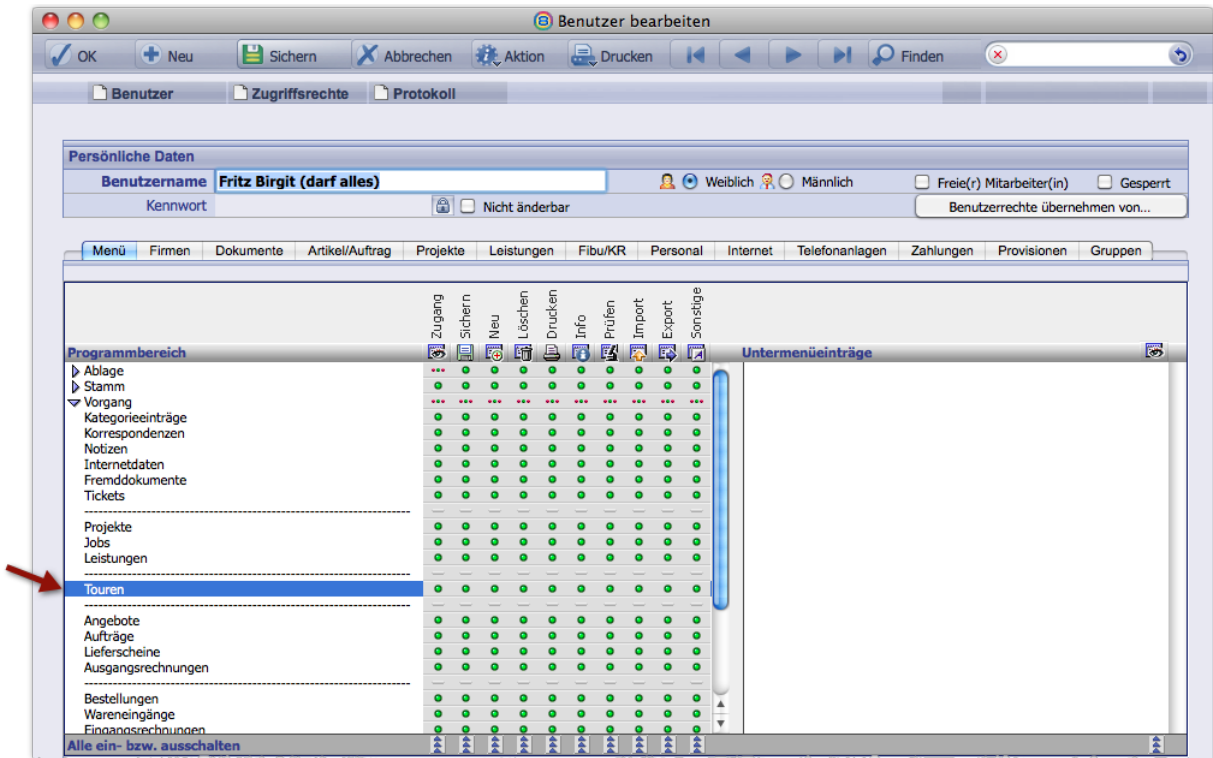 Benutzer bearbeiten
OK Neu Sichern Abbrechen Aktion Drucken Finden
Benutzer Zugriffsrechte Protokoll
Persönliche Daten
Benutzername Fritz Birgit (darf alles) Weiblich Männlich Freie(r) Mitarbeiter(in) Gesperrt
Kennwort Nicht änderbar Benutzerrechte übernehmen von...
Menü Firmen Dokumente Artikel/Auftrag Projekte Leistungen Fibu/KR Personal Internet Telefonanlagen Zahlungen Provisionen Gruppen
Zugang Sichern Neu Löschen Drucken Info Prüfen Import Export Sonstige
Programmbereich Untermenüeinträge
Ablage
Stamm
Vorgang
Kategorieeinträge
Korrespondenzen
Notizen
Internetdaten
Fremddokumente
Tickets
Projekte
Jobs
Leistungen
Touren
Angebote
Aufträge
Lieferscheine
Ausgangsrechnungen
Bestellungen
Wareneingänge
Eingangsrechnungen
Alle ein- bzw. ausschalten